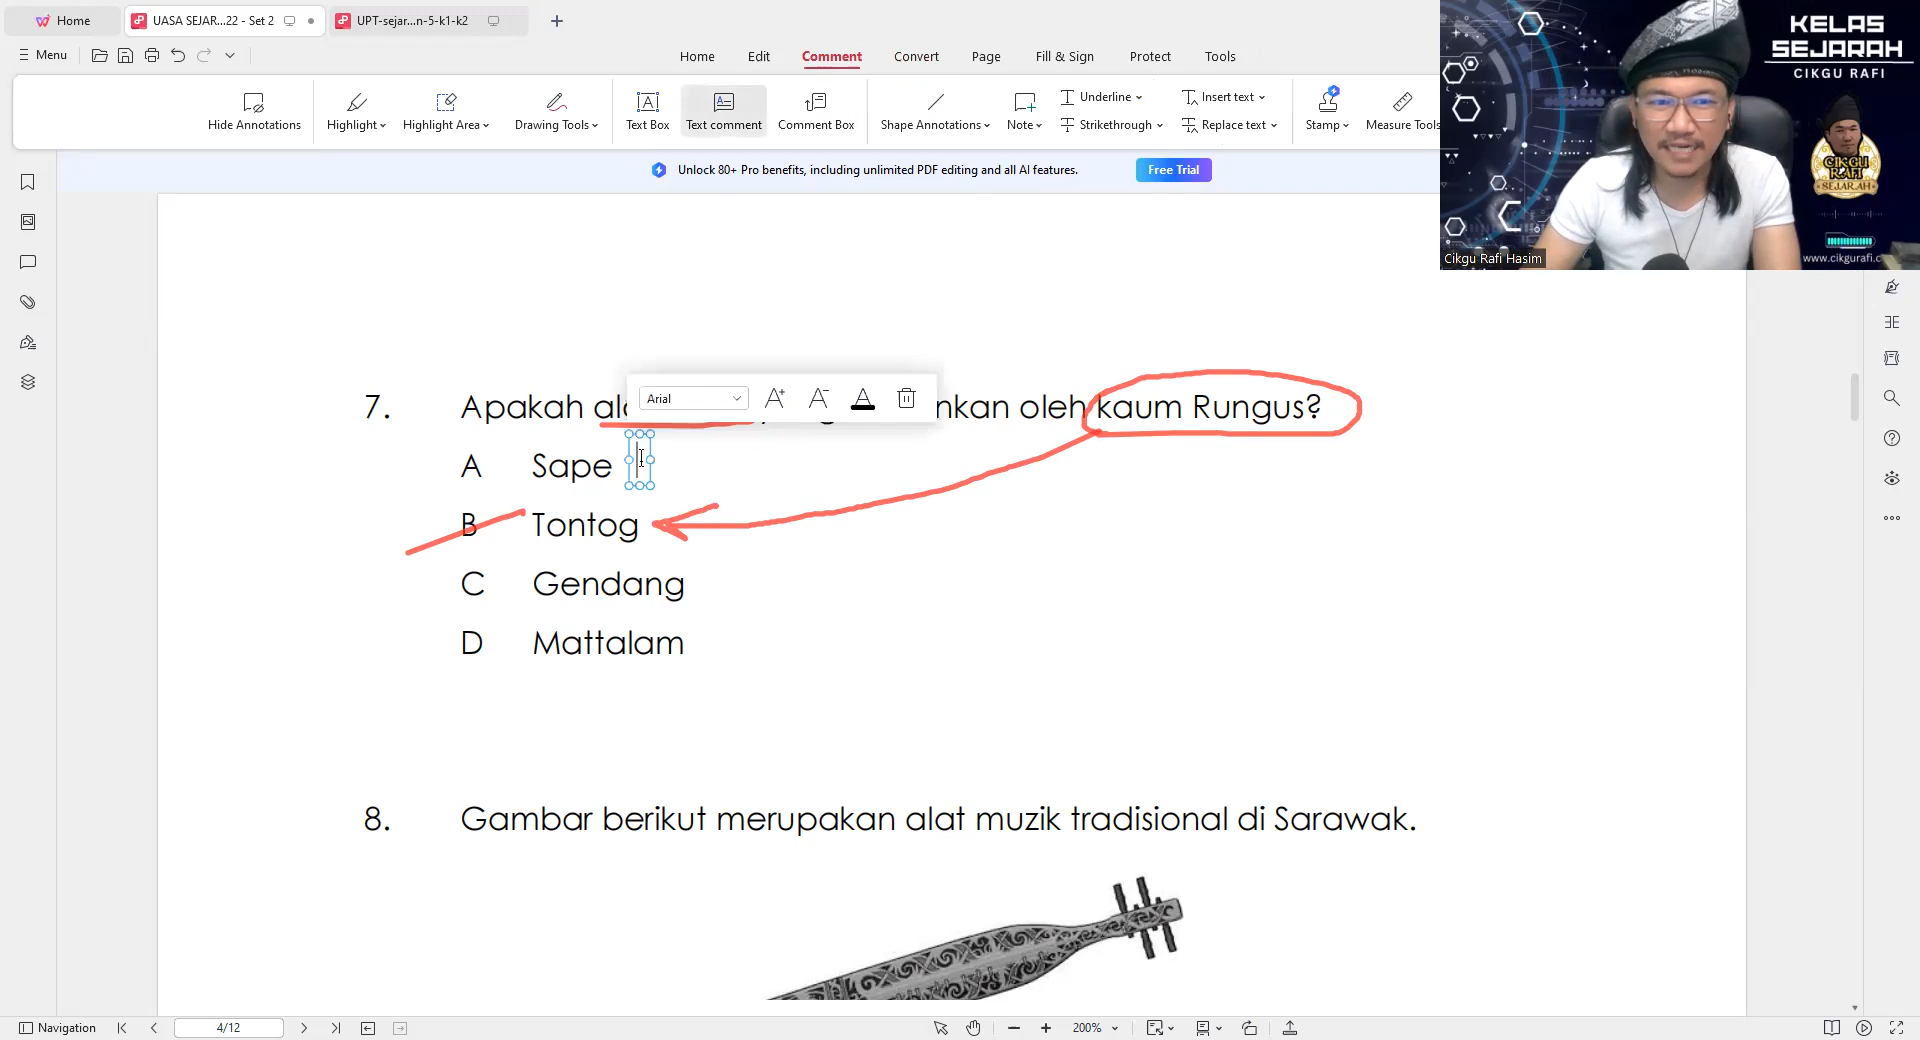 Home
UASA SEJAR...22 - Set 2
UPT-sejar...n-5-k1-k2
Menu
Home
Edit
Comment
Convert
Page
Fill & Sign
Protect
Tools
Hide Annotations
Highlight
Highlight Area
Drawing Tools
Text Box
Text comment
Comment Box
Shape Annotations
Note
Underline
Strikethrough
Insert text
Replace text
Stamp
Measure Tools
Unlock 80+ Pro benefits, including unlimited PDF editing and all AI features.
Free Trial
KELAS
SEJARAH
CIKGU RAFI
CIKGU
RAFI
SEJARAH
www.cikgurafi.c
Cikgu Rafi Hasim
Arial
7. Apakah nkan oleh kaum Rungus?
A Sape
B Tontog
C Gendang
D Mattalam
8. Gambar berikut merupakan alat muzik tradisional di Sarawak.
Navigation
4/12
200%